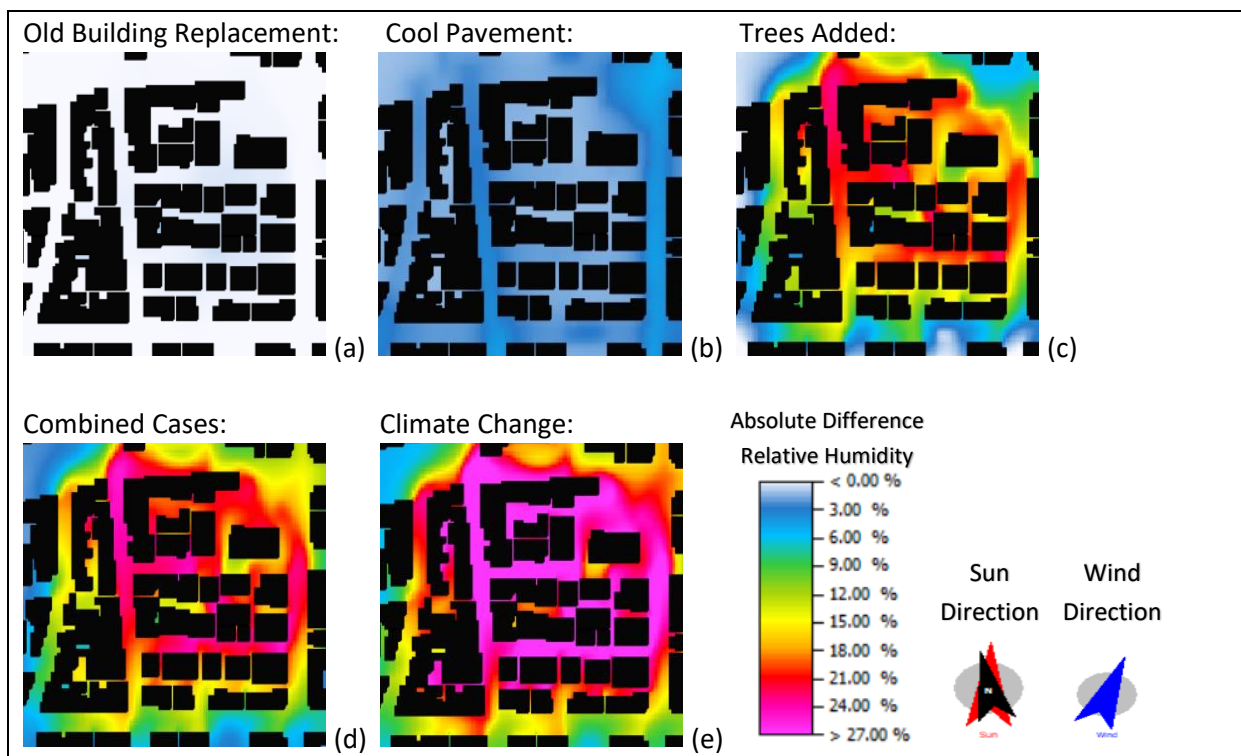 Old Building Replacement:
Cool Pavement:
Trees Added:
(a)
(b)
(c)
Combined Cases:
Climate Change:
(d)
(e)
Absolute Difference
Relative Humidity
< 0.00 %
3.00 %
6.00 %
9.00 %
12.00 %
15.00 %
18.00 %
21.00 %
24.00 %
> 27.00 %
Sun
Direction
N
Sun
Wind
Direction
Wind